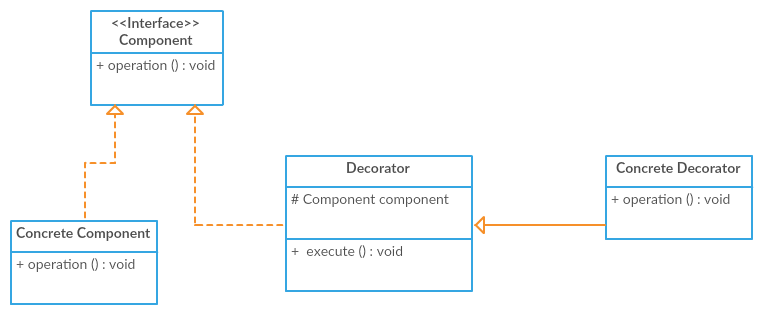 <<Interface>>
Component
+ operation () : void
Decorator
# Component component
+ execute () : void
Concrete Decorator
+ operation () : void
Concrete Component
+ operation () : void